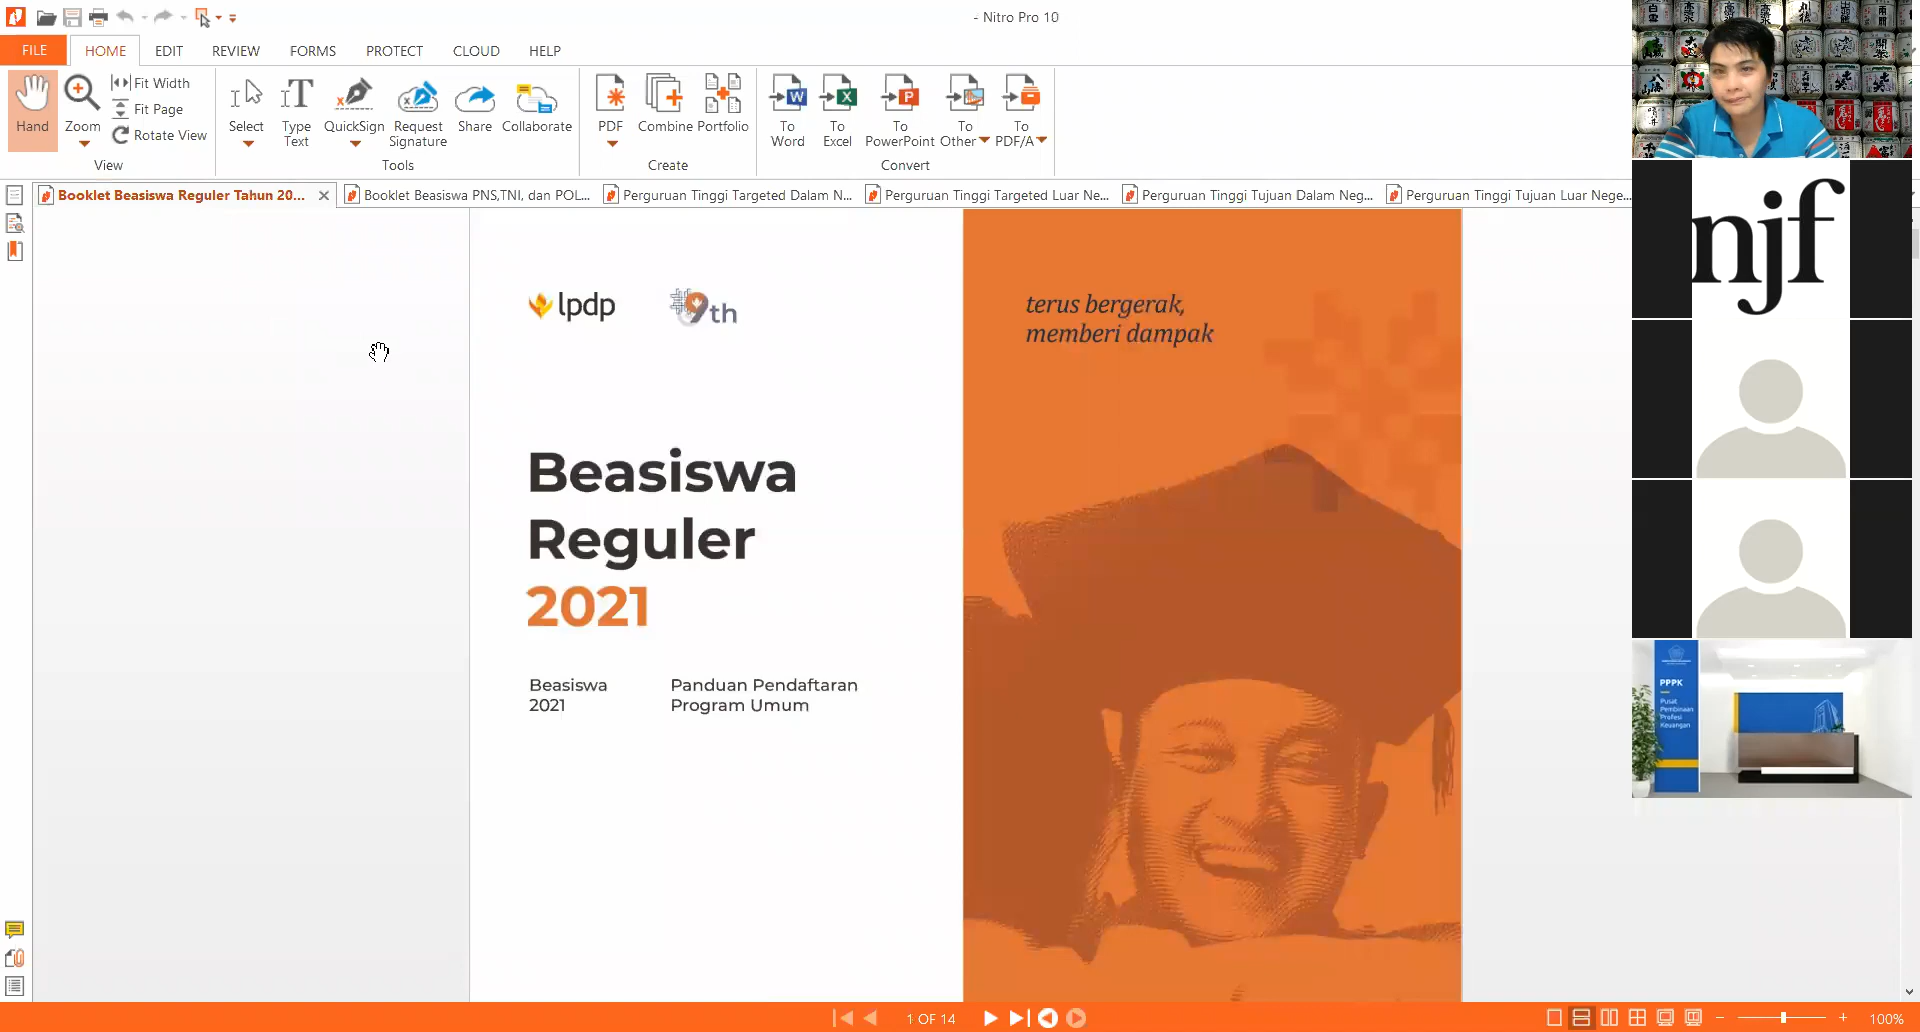 - Nitro Pro 10
FILE
HOME
EDIT
REVIEW
FORMS
PROTECT
CLOUD
HELP
Hand
Zoom
Fit Width
Fit Page
Rotate View
View
Select
Type
Text
QuickSign
Request
Signature
Share
Collaborate
Tools
PDF
Combine
Portfolio
Create
To
Word
To
Excel
To
PowerPoint
To
Other
To
PDF/A
Convert
Booklet Beasiswa Reguler Tahun 20...
Booklet Beasiswa PNS,TNI, dan POL...
Perguruan Tinggi Targeted Dalam N...
Perguruan Tinggi Targeted Luar Ne...
Perguruan Tinggi Tujuan Dalam Neg...
Perguruan Tinggi Tujuan Luar Nege...
lpdp
#9th
terus bergerak,
memberi dampak
Beasiswa
Reguler
2021
Beasiswa
2021
Panduan Pendaftaran
Program Umum
njf
PPPK
Pusat
Pembinaan
Profesi
Keuangan
1 OF 14
100%